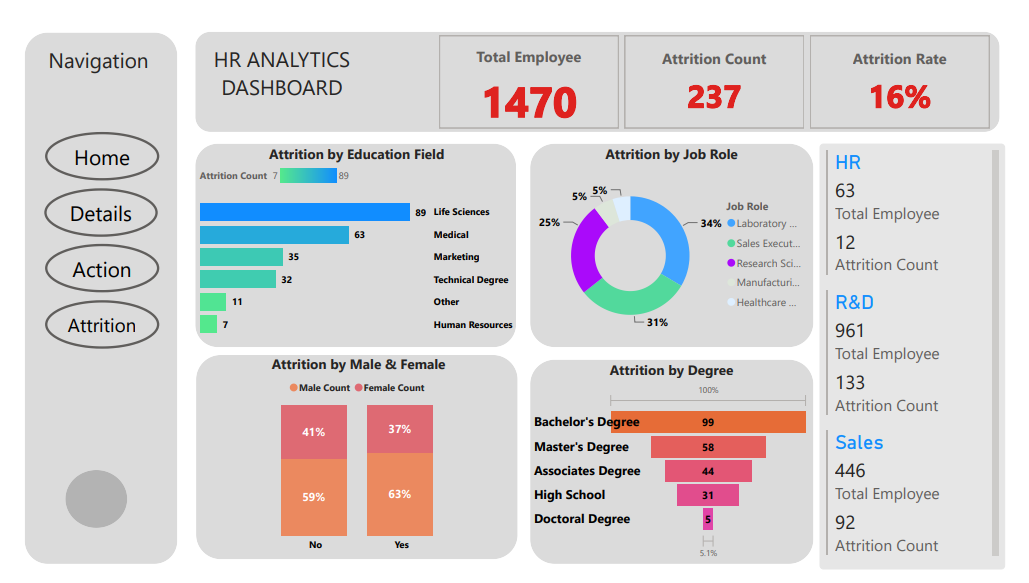 Navigation
Home
Details
Action
Attrition
HR ANALYTICS
DASHBOARD
Total Employee
1470
Attrition Count
237
Attrition Rate
16%
Attrition by Education Field
Attrition Count 7 89
89 Life Sciences
63 Medical
35 Marketing
32 Technical Degree
11 Other
7 Human Resources
Attrition by Job Role
5%
5%
25%
34%
31%
Job Role
Laboratory ...
Sales Execut...
Research Sci...
Manufacturi...
Healthcare ...
Attrition by Male & Female
Male Count Female Count
41%
59%
No
37%
63%
Yes
Attrition by Degree
100%
Bachelor's Degree 99
Master's Degree 58
Associates Degree 44
High School 31
Doctoral Degree 5
5.1%
HR
63
Total Employee
12
Attrition Count
R&D
961
Total Employee
133
Attrition Count
Sales
446
Total Employee
92
Attrition Count